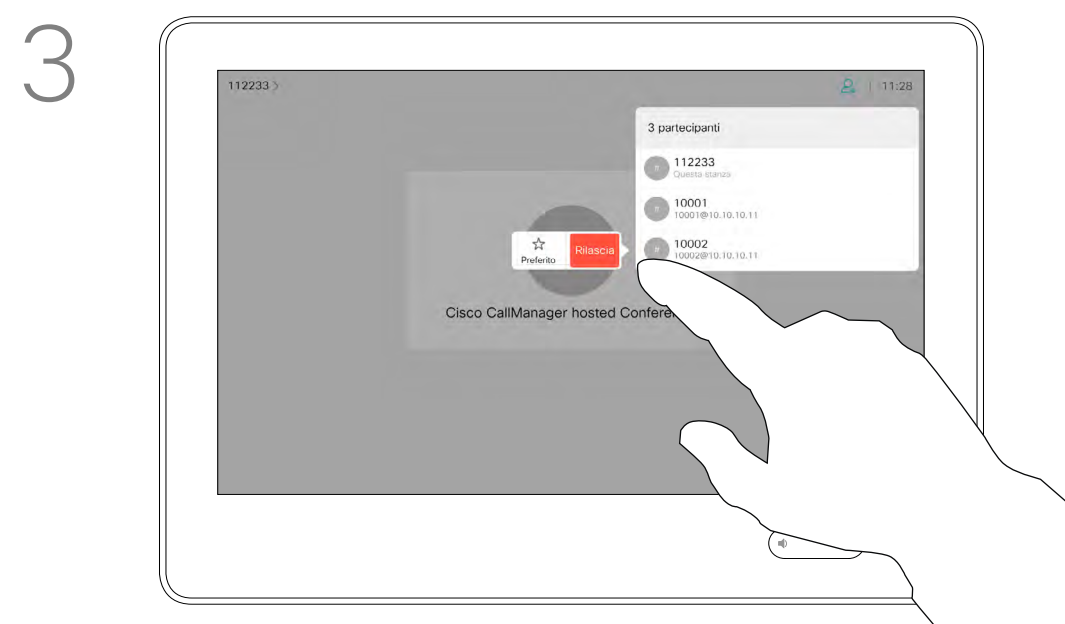 3
112233 >
11:28
3 partecipanti
112233
Questa stanza
10001
10001@10.10.10.11
10002
10002@10.10.10.11
Preferito
Rilascia
Cisco CallManager hosted